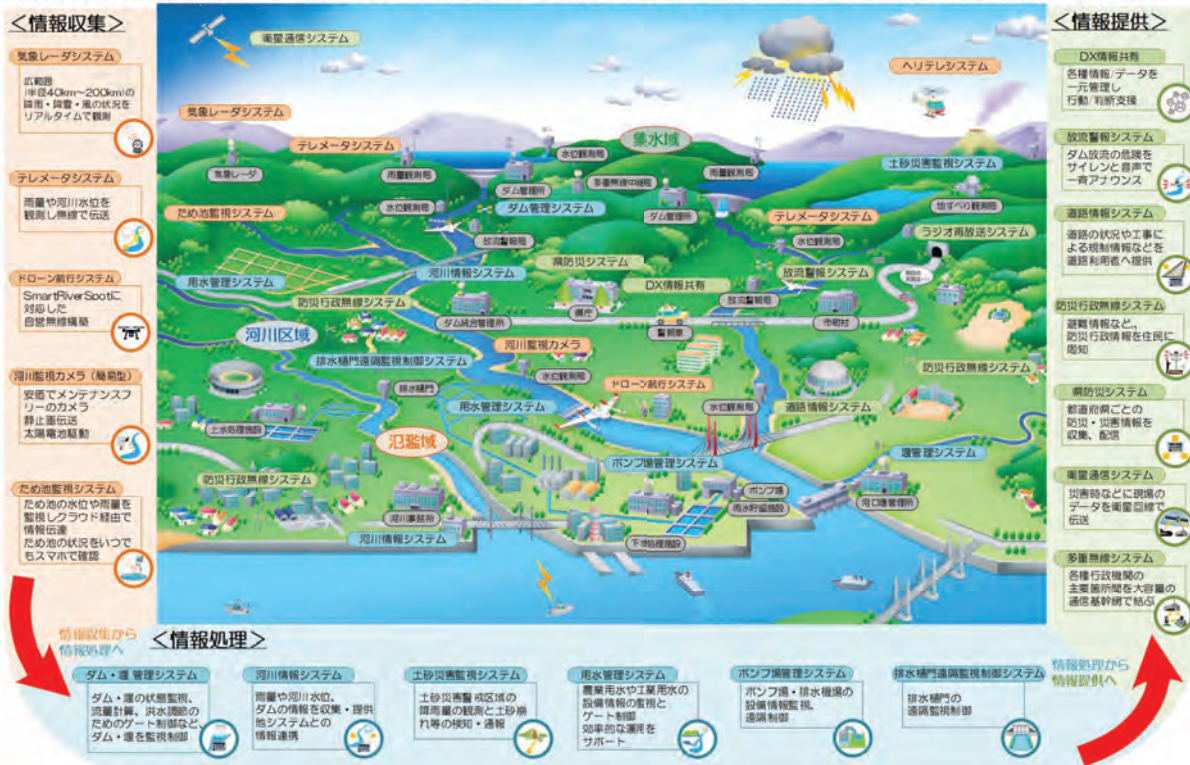 ＜情報収集＞
気象レーダシステム
広範囲
(半径40km～200km)の
降雨・降雪・風の状況を
リアルタイムで観測
テレメータシステム
雨量や河川水位を
観測し無線で伝送
ドローン航行システム
SmartRiverSpotに
対応した
自営無線構築
河川監視カメラ（簡易型）
安価でメンテナンスフ
リーのカメラ
静止画伝送
太陽電池駆動
ため池監視システム
ため池の水位や雨量を
監視しクラウド経由で
情報伝達
ため池の状況をいつで
もスマホで確認
情報収集から
情報処理へ
衛星通信システム
ヘリテレシステム
気象レーダシステム
テレメータシステム
集水域
水位観測局
気象レーダ
雨量観測局
ダム管理所
多重無線中継局
雨量観測局
土砂災害監視システム
ため池監視システム
水位観測局
ダム管理システム
ダム管理所
テレメータシステム
地すべり観測局
放流警報局
水位観測局
ラジオ再放送システム
用水管理システム
河川情報システム
県防災システム
放流警報システム
DX情報共有
防災行政無線システム
県庁
放流警報局
河川区域
ダム統合管理所
警報車
市町村
河川監視カメラ
排水樋門遠隔監視制御システム
水位観測局
防災行政無線システム
排水樋門
ドローン航行システム
用水管理システム
水位観測局
道路情報システム
上水処理施設
氾濫域
ポンプ場管理システム
堰管理システム
防災行政無線システム
ポンプ場
河川事務所
雨水貯留施設
河口堰管理所
河川情報システム
下水処理施設
＜情報提供＞
DX情報共有
各種情報/データを
一元管理し
行動/判断支援
放流警報システム
ダム放流の危険を
サイレンと音声で
一斉アナウンス
道路情報システム
道路の状況や工事に
よる規制情報などを
道路利用者へ提供
防災行政無線システム
避難情報など、
防災行政情報を住民に
周知
県防災システム
都道府県ごとの
防災・災害情報を
収集、配信
衛星通信システム
災害時などに現場の
データを衛星回線で
伝送
多重無線システム
各種行政機関の
主要箇所間を大容量の
通信基幹網で結ぶ
＜情報処理＞
ダム・堰 管理システム
ダム・堰の状態監視、
流量計算、洪水調節の
ためのゲート制御など、
ダム・堰を監視制御
河川情報システム
雨量や河川水位、
ダムの情報を収集・提供
他システムとの
情報連携
土砂災害監視システム
土砂災害警戒区域の
降雨量の観測と土砂崩
れ等の検知・通報
用水管理システム
農業用水や工業用水の
設備情報の監視と
ゲート制御
効率的な運用を
サポート
ポンプ場管理システム
ポンプ場・排水機場の
設備情報監視、
遠隔制御
排水樋門遠隔監視制御システム
排水樋門の
遠隔監視制御
情報処理から
情報提供へ